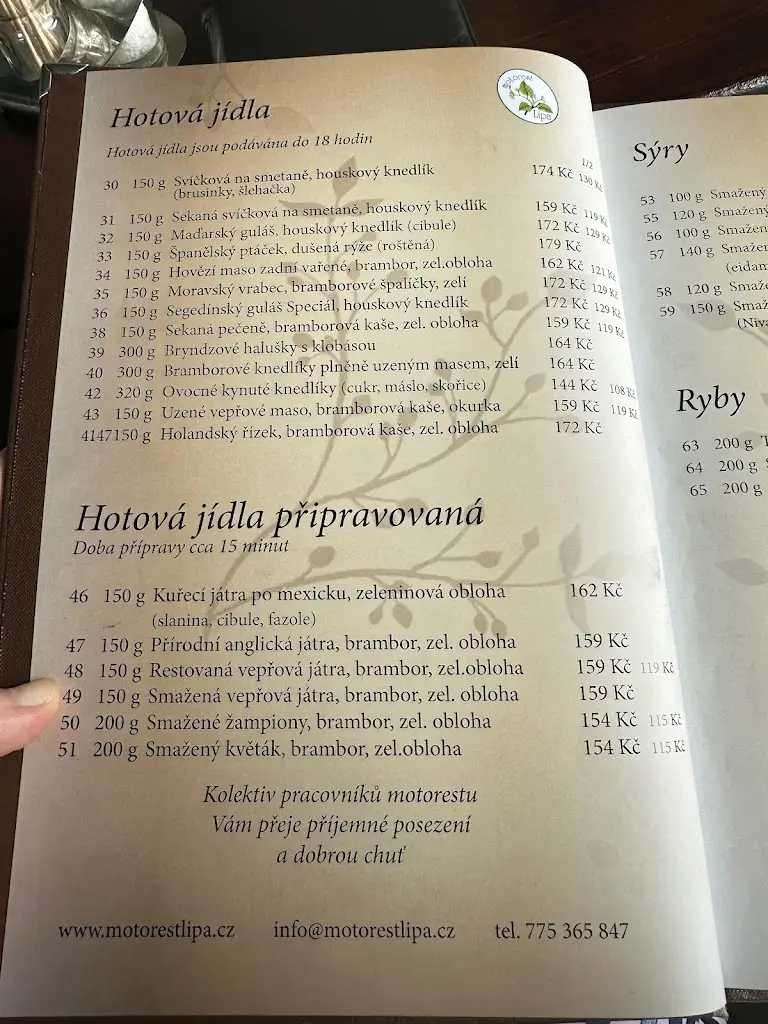 motorest
Lípa
Hotová jídla
Hotová jídla jsou podávána do 18 hodin
1/2
30 150 g Svíčková na smetaně, houskový knedlík 174 Kč 130 Kč
(brusinky, šlehačka)
31 150 g Sekaná svíčková na smetaně, houskový knedlík 159 Kč 119 Kč
32 150 g Maďarský guláš, houskový knedlík (cibule) 172 Kč 129 Kč
33 150 g Španělský ptáček, dušená rýže (roštěná) 179 Kč
34 150 g Hovězí maso zadní vařené, brambor, zel.obloha 162 Kč 121 Kč
35 150 g Moravský vrabec, bramborové špalíčky, zelí 172 Kč 129 Kč
36 150 g Segedínský guláš Speciál, houskový knedlík 172 Kč 129 Kč
38 150 g Sekaná pečeně, bramborová kaše, zel. obloha 159 Kč 119 Kč
39 300 g Bryndzové halušky s klobásou 164 Kč
40 300 g Bramborové knedlíky plněně uzeným masem, zelí 164 Kč
42 320 g Ovocné kynuté knedlíky (cukr, máslo, skořice) 144 Kč 108 Kč
43 150 g Uzené vepřové maso, bramborová kaše, okurka 159 Kč 119 Kč
4147150 g Holandský řízek, bramborová kaše, zel. obloha 172 Kč
Hotová jídla připravovaná
Doba přípravy cca 15 minut
46 150 g Kuřecí játra po mexicku, zeleninová obloha 162 Kč
(slanina, cibule, fazole)
47 150 g Přírodní anglická játra, brambor, zel. obloha 159 Kč
48 150 g Restovaná vepřová játra, brambor, zel.obloha 159 Kč 119 Kč
49 150 g Smažená vepřová játra, brambor, zel. obloha 159 Kč
50 200 g Smažené žampiony, brambor, zel. obloha 154 Kč 115 Kč
51 200 g Smažený květák, brambor, zel.obloha 154 Kč 115 Kč
Kolektiv pracovníků motorestu
Vám přeje příjemné posezení
a dobrou chuť
www.motorestlipa.cz info@motorestlipa.cz tel. 775 365 847
Sýry
53 100 g Smažený
55 120 g Smažený
56 100 g
57 140 g
(eidam
58 120 g
59 150 g
(Niva
Ryby
63 200 g
64 200 g
65 200 g